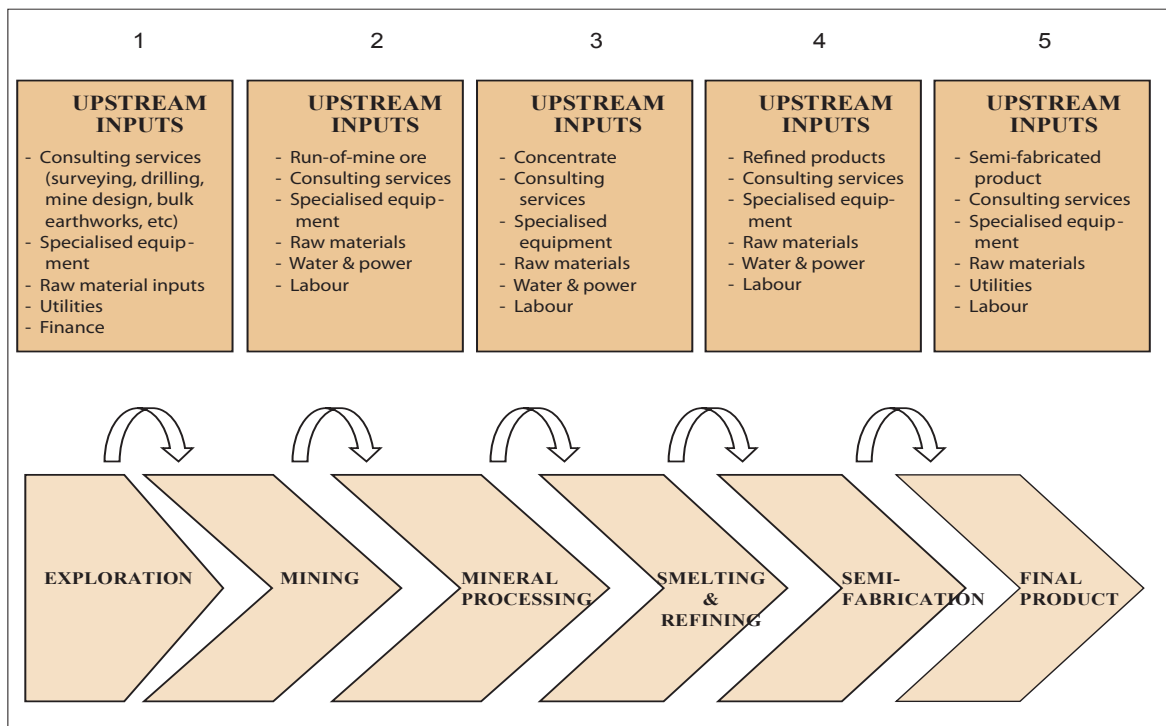 1
2
3
4
5
UPSTREAM
INPUTS
- Consulting services
(surveying, drilling,
mine design, bulk
earthworks, etc)
- Specialised equip-
ment
- Raw material inputs
- Utilities
- Finance
UPSTREAM
INPUTS
- Run-of-mine ore
- Consulting services
- Specialised equip-
ment
- Raw materials
- Water & power
- Labour
UPSTREAM
INPUTS
- Concentrate
- Consulting
services
- Specialised
equipment
- Raw materials
- Water & power
- Labour
UPSTREAM
INPUTS
- Refined products
- Consulting services
- Specialised equip-
ment
- Raw materials
- Water & power
- Labour
UPSTREAM
INPUTS
- Semi-fabricated
product
- Consulting services
- Specialised equip-
ment
- Raw materials
- Utilities
- Labour
EXPLORATION
MINING
MINERAL
PROCESSING
SMELTING
&
REFINING
SEMI-
FABRICATION
FINAL
PRODUCT